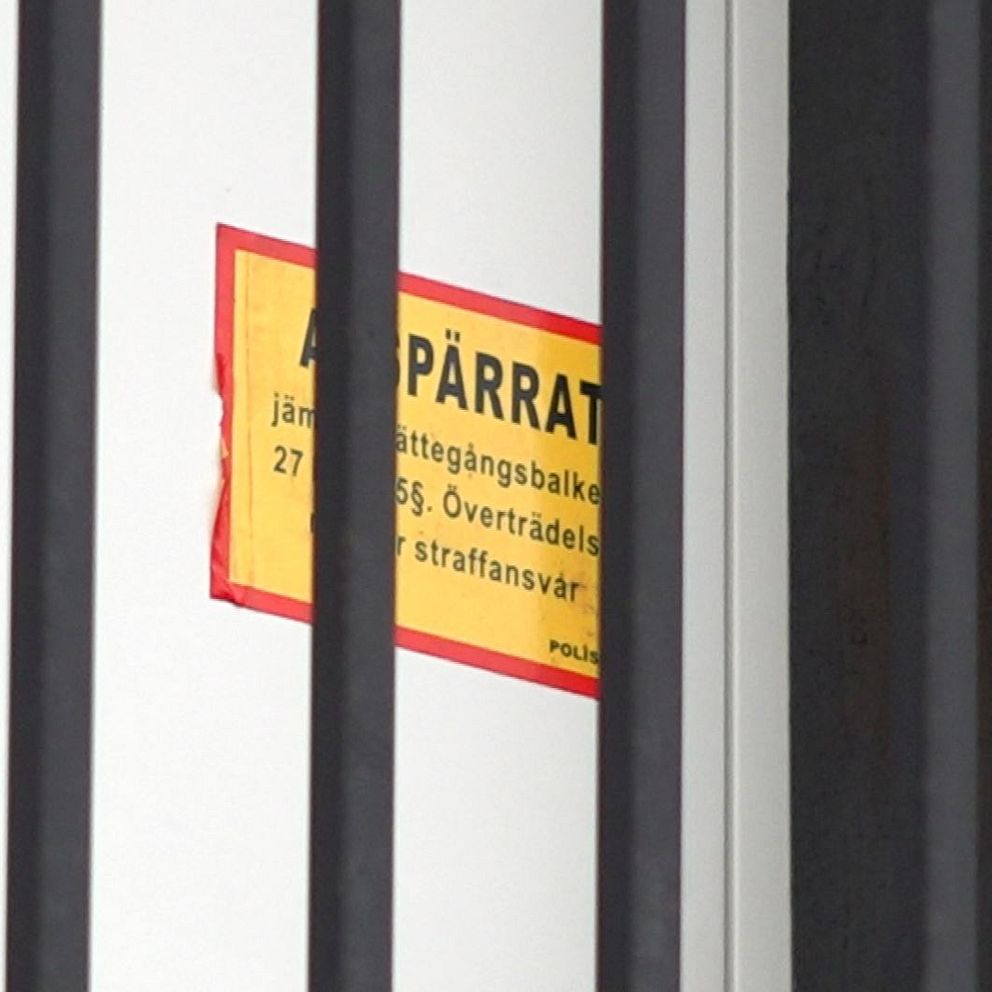 SPÄRRAT
jäm ättegångsbalke
27 5§. Överträdels
r straffansvar
POLIS